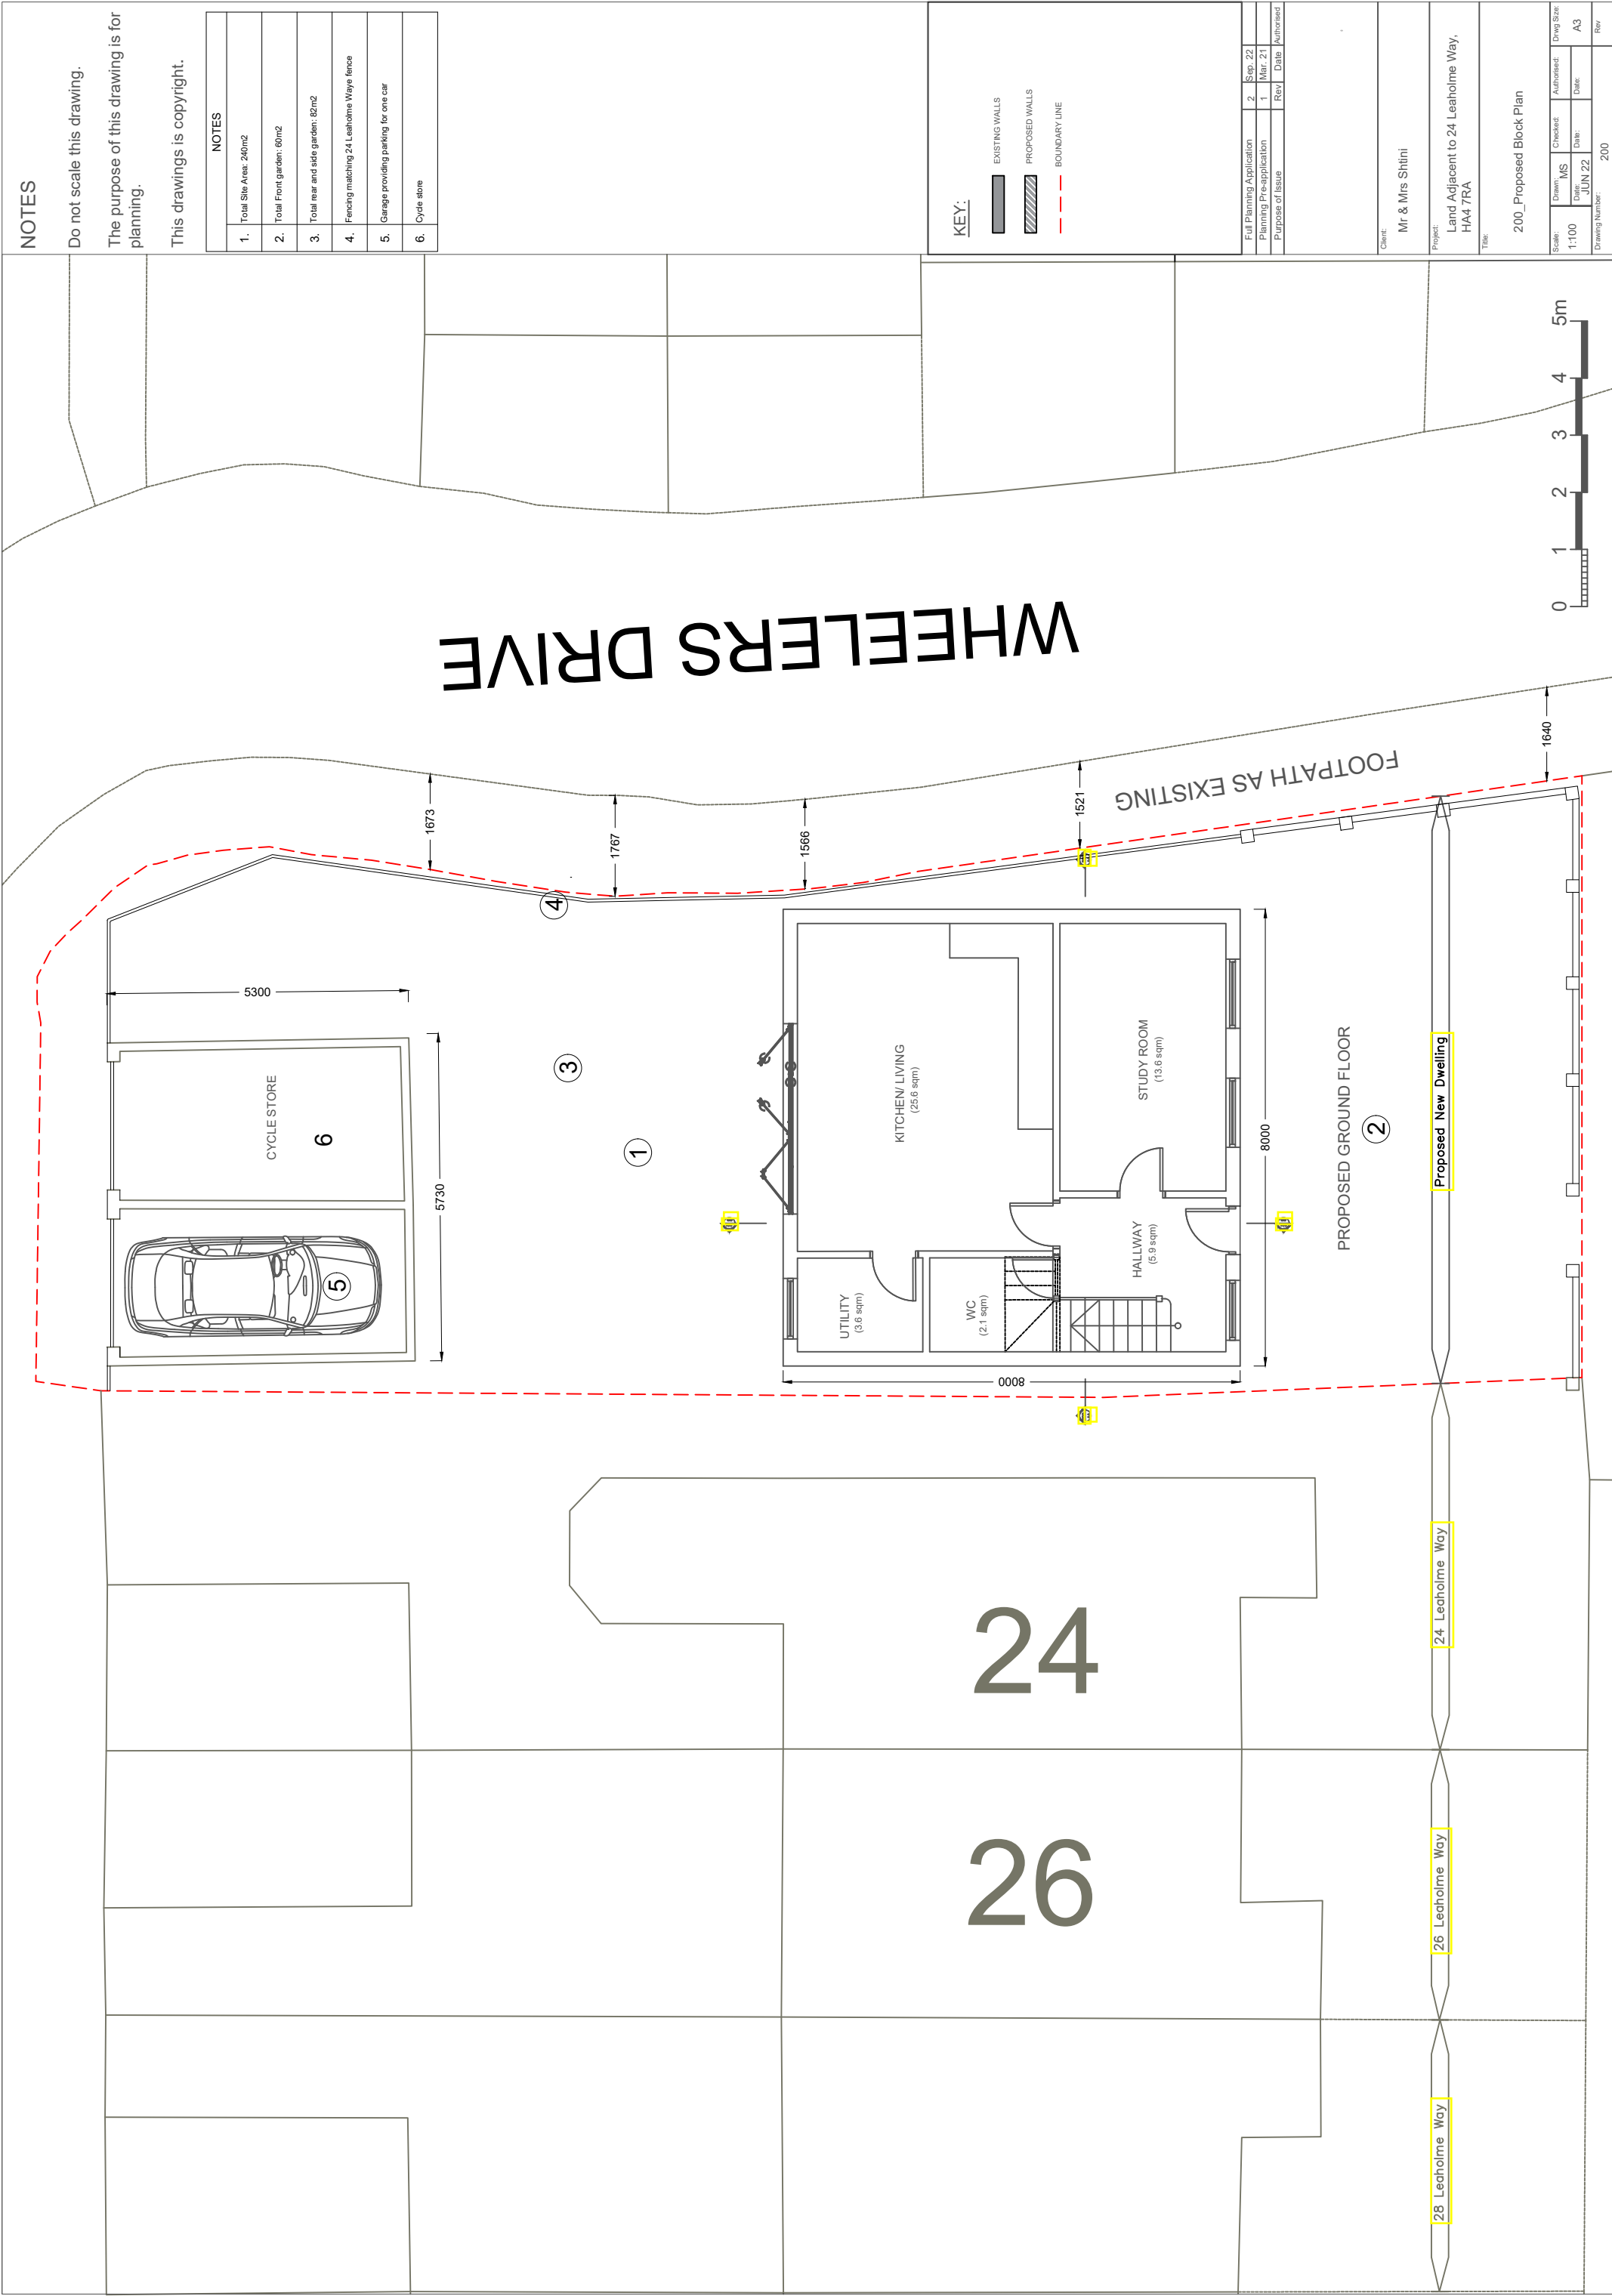 NOTES
Do not scale this drawing.
The purpose of this drawing is for
planning.
This drawings is copyright.
NOTES
1. Total Site Area: 240m2
2. Total Front garden: 60m2
3. Total rear and side garden: 82m2
4. Fencing matching 24 Leaholme Waye fence
5. Garage providing parking for one car
6. Cycle store
KEY:
EXISTING WALLS
PROPOSED WALLS
BOUNDARY LINE
Full Planning Application 2 Sep. 22
Planning Pre-application 1 Mar. 21
Purpose of Issue Rev Date Authorised
Client:
Mr & Mrs Shtini
Project:
Land Adjacent to 24 Leaholme Way,
HA4 7RA
Title:
200_Proposed Block Plan
Scale: 1:100
Drawn: MS
Checked:
Authorised:
Drwg Size: A3
Date: JUN 22
Date:
Date:
Drawing Number: 200
Rev
WHEELERS DRIVE
FOOTPATH AS EXISTING
0 1 2 3 4 5m
1673
1767
1566
1521
1640
5300
5730
CYCLE STORE
6
5
4
3
1
KITCHEN/ LIVING
(25.6 sqm)
STUDY ROOM
(13.6 sqm)
UTILITY
(3.6 sqm)
WC
(2.1 sqm)
HALLWAY
(5.9 sqm)
8000
8000
PROPOSED GROUND FLOOR
2
Proposed New Dwelling
24 Leaholme Way
26 Leaholme Way
28 Leaholme Way
24
26